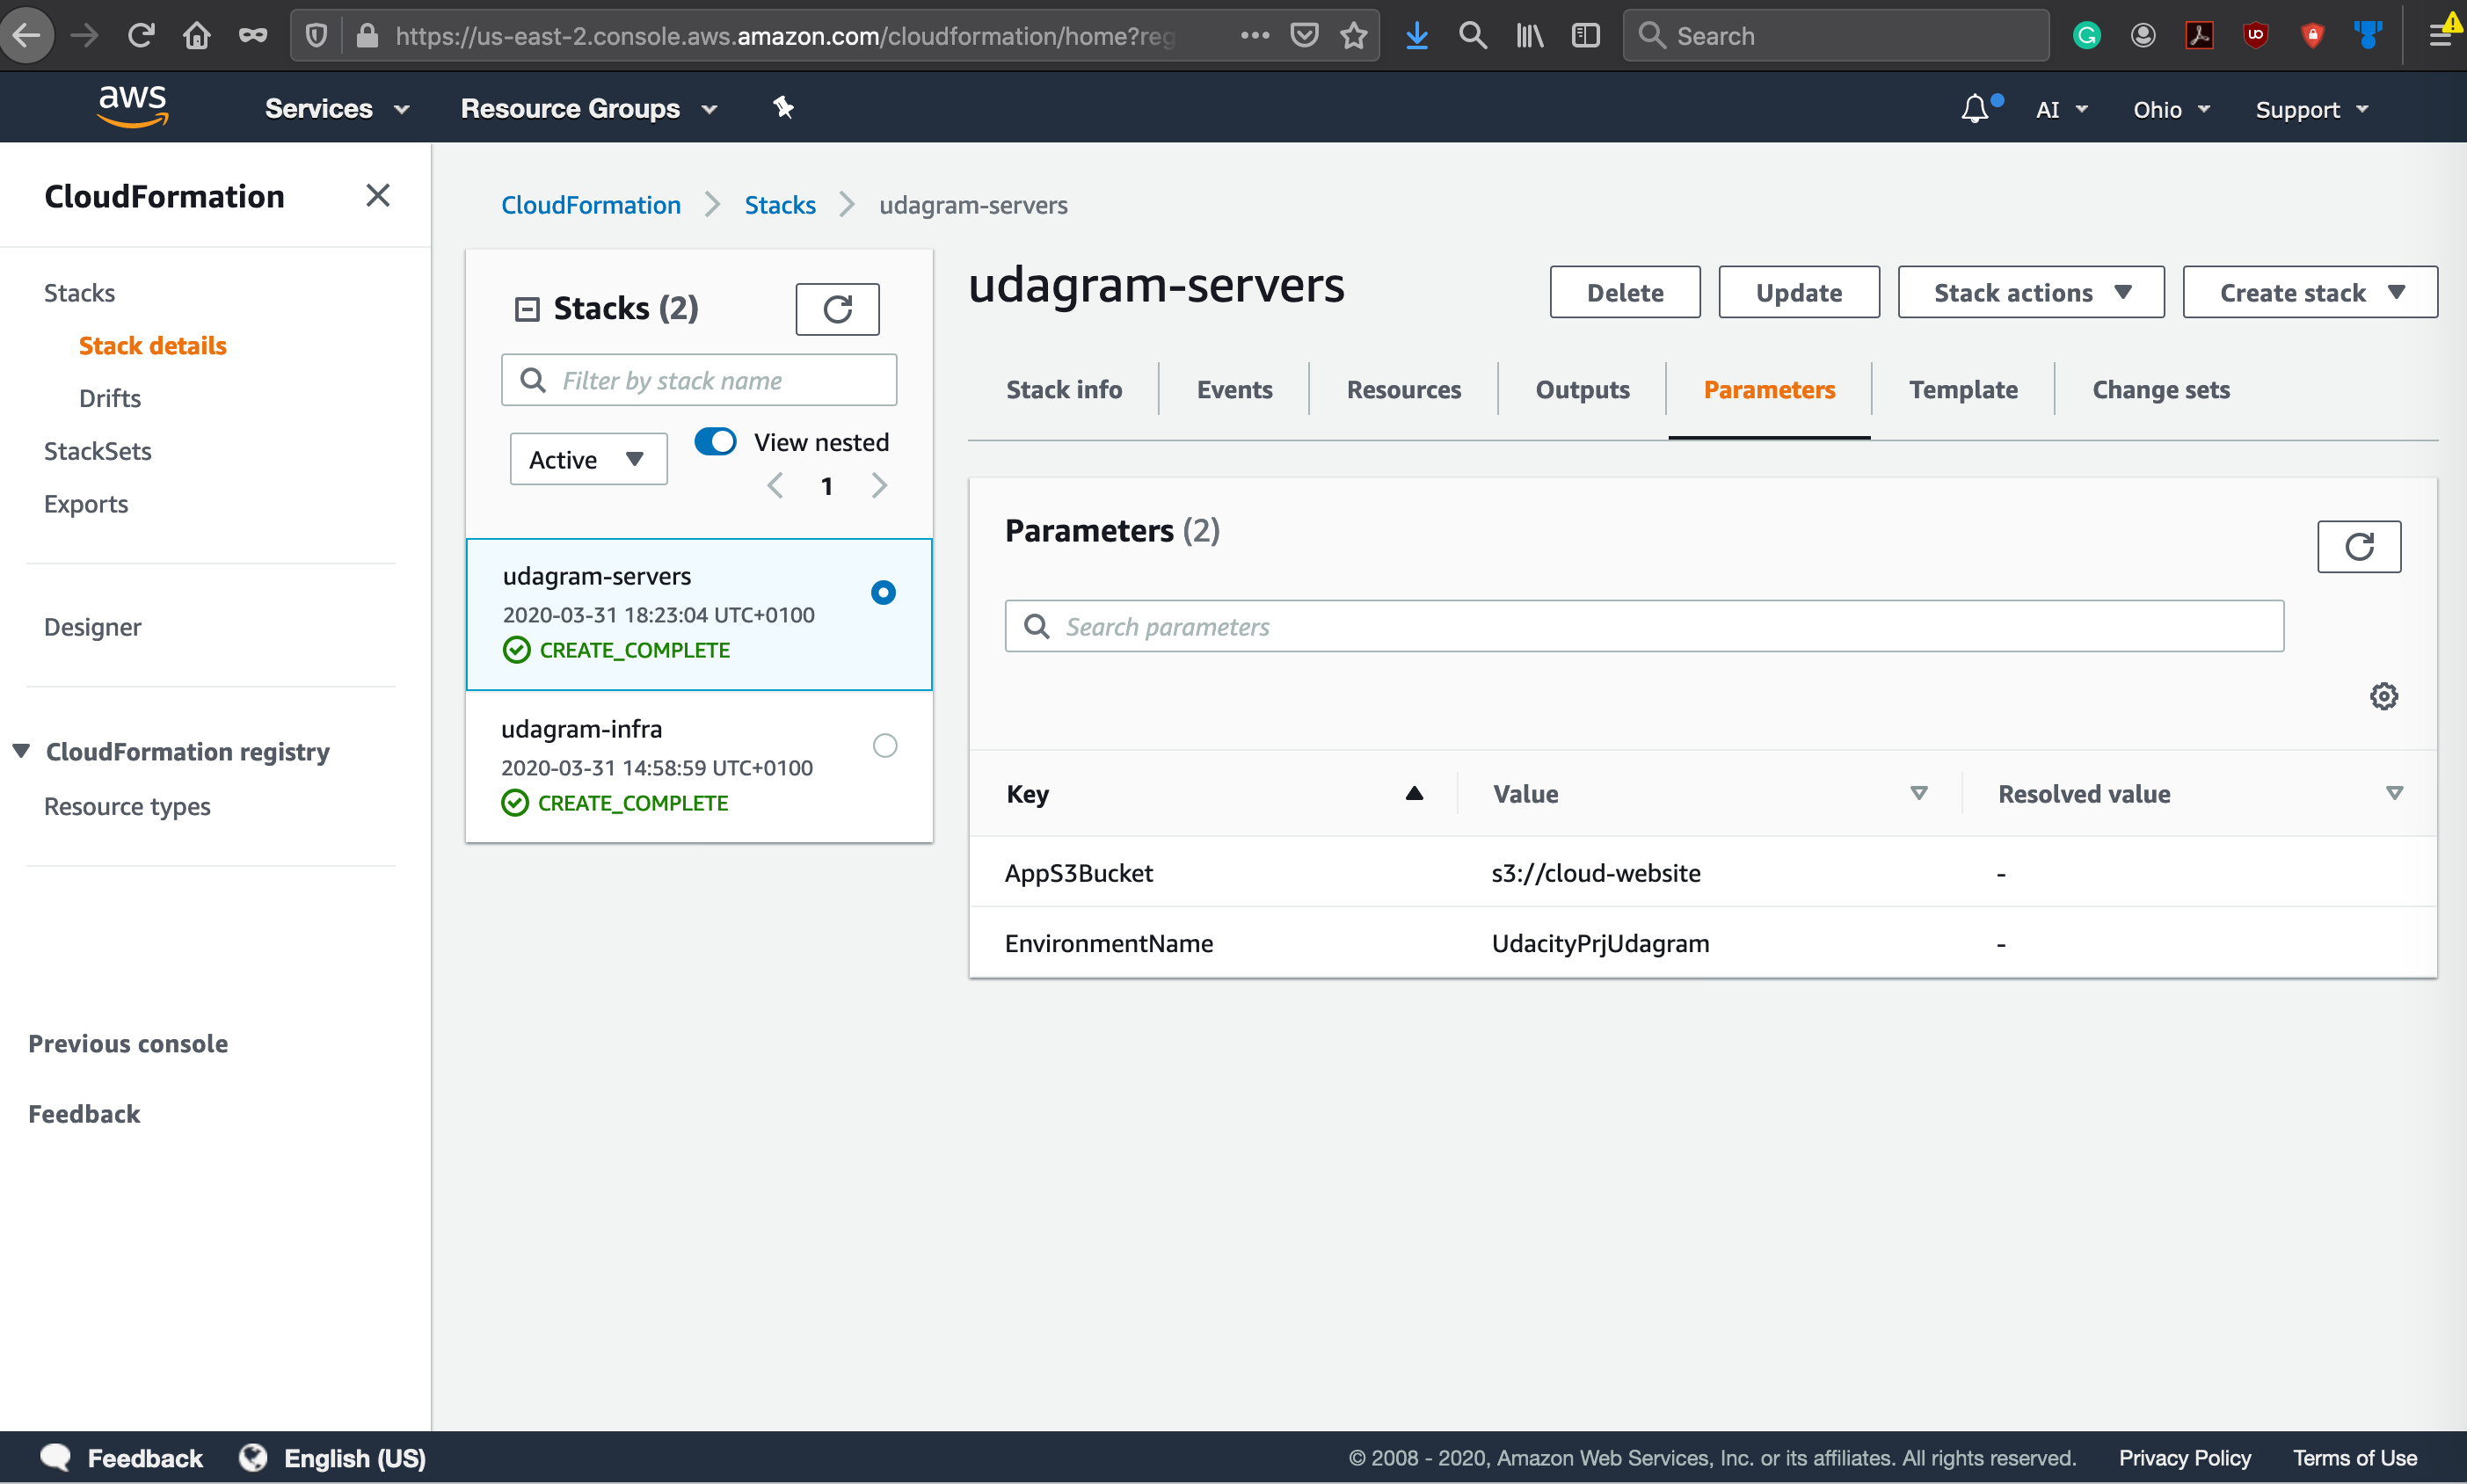 https://us-east-2.console.aws.amazon.com/cloudformation/home?reg
Search
aws
Services
Resource Groups
AI
Ohio
Support
CloudFormation
Stacks
Stack details
Drifts
StackSets
Exports
Designer
CloudFormation registry
Resource types
Previous console
Feedback
CloudFormation > Stacks > udagram-servers
Stacks (2)
Filter by stack name
Active
View nested
1
udagram-servers
2020-03-31 18:23:04 UTC+0100
CREATE_COMPLETE
udagram-infra
2020-03-31 14:58:59 UTC+0100
CREATE_COMPLETE
udagram-servers
Delete
Update
Stack actions
Create stack
Stack info
Events
Resources
Outputs
Parameters
Template
Change sets
Parameters (2)
Search parameters
Key Value Resolved value
AppS3Bucket s3://cloud-website -
EnvironmentName UdacityPrjUdagram -
Feedback
English (US)
© 2008 - 2020, Amazon Web Services, Inc. or its affiliates. All rights reserved.
Privacy Policy
Terms of Use